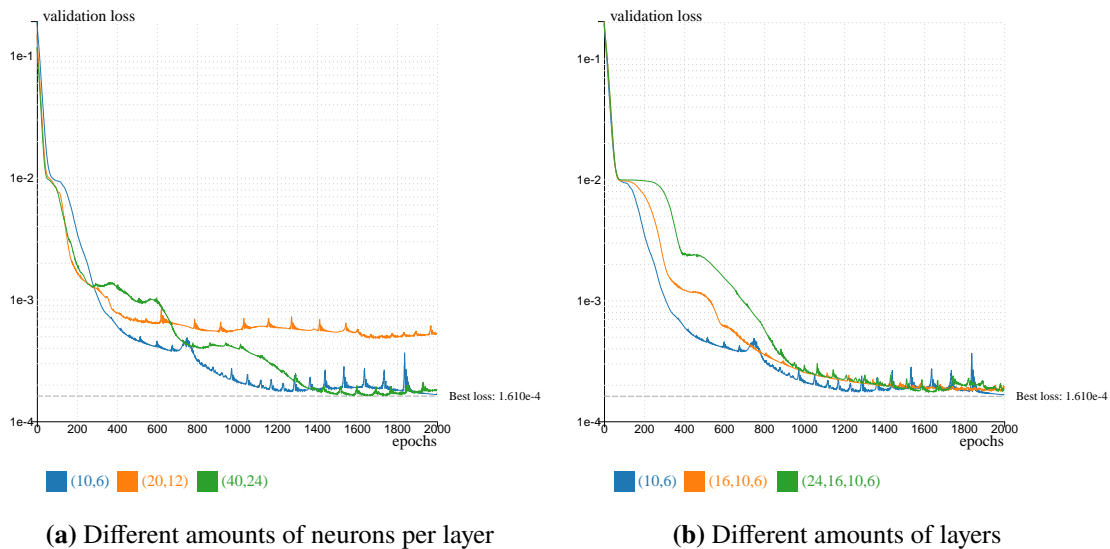 validation loss
1e-1
1e-2
1e-3
1e-4
0 200 400 600 800 1000 1200 1400 1600 1800 2000
epochs
Best loss: 1.610e-4
(10,6) (20,12) (40,24)
(a) Different amounts of neurons per layer
validation loss
1e-1
1e-2
1e-3
1e-4
0 200 400 600 800 1000 1200 1400 1600 1800 2000
epochs
Best loss: 1.610e-4
(10,6) (16,10,6) (24,16,10,6)
(b) Different amounts of layers